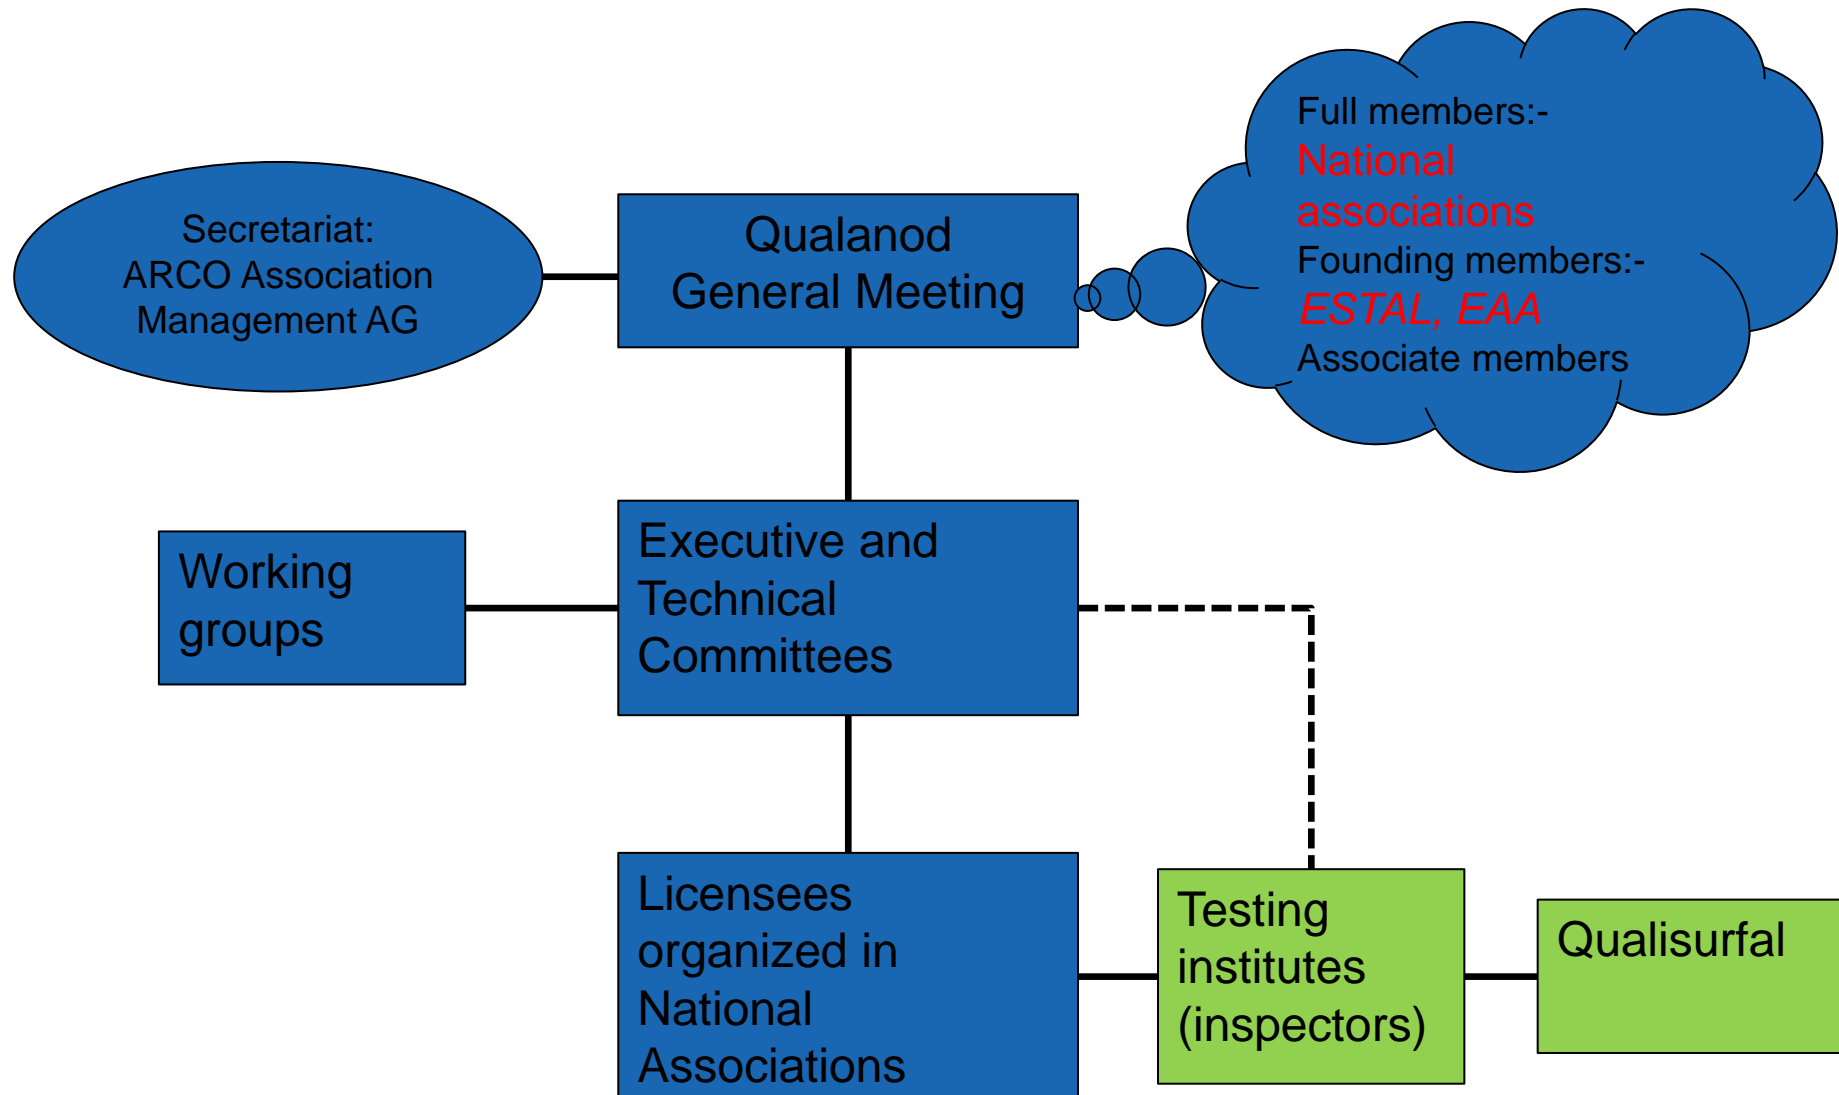 Full members:-
National
associations
Founding members:-
ESTAL, EAA
Associate members
Secretariat:
ARCO Association
Management AG
Qualanod
General Meeting
Working
groups
Executive and
Technical
Committees
Licensees
organized in
National
Associations
Testing
institutes
(inspectors)
Qualisurfal